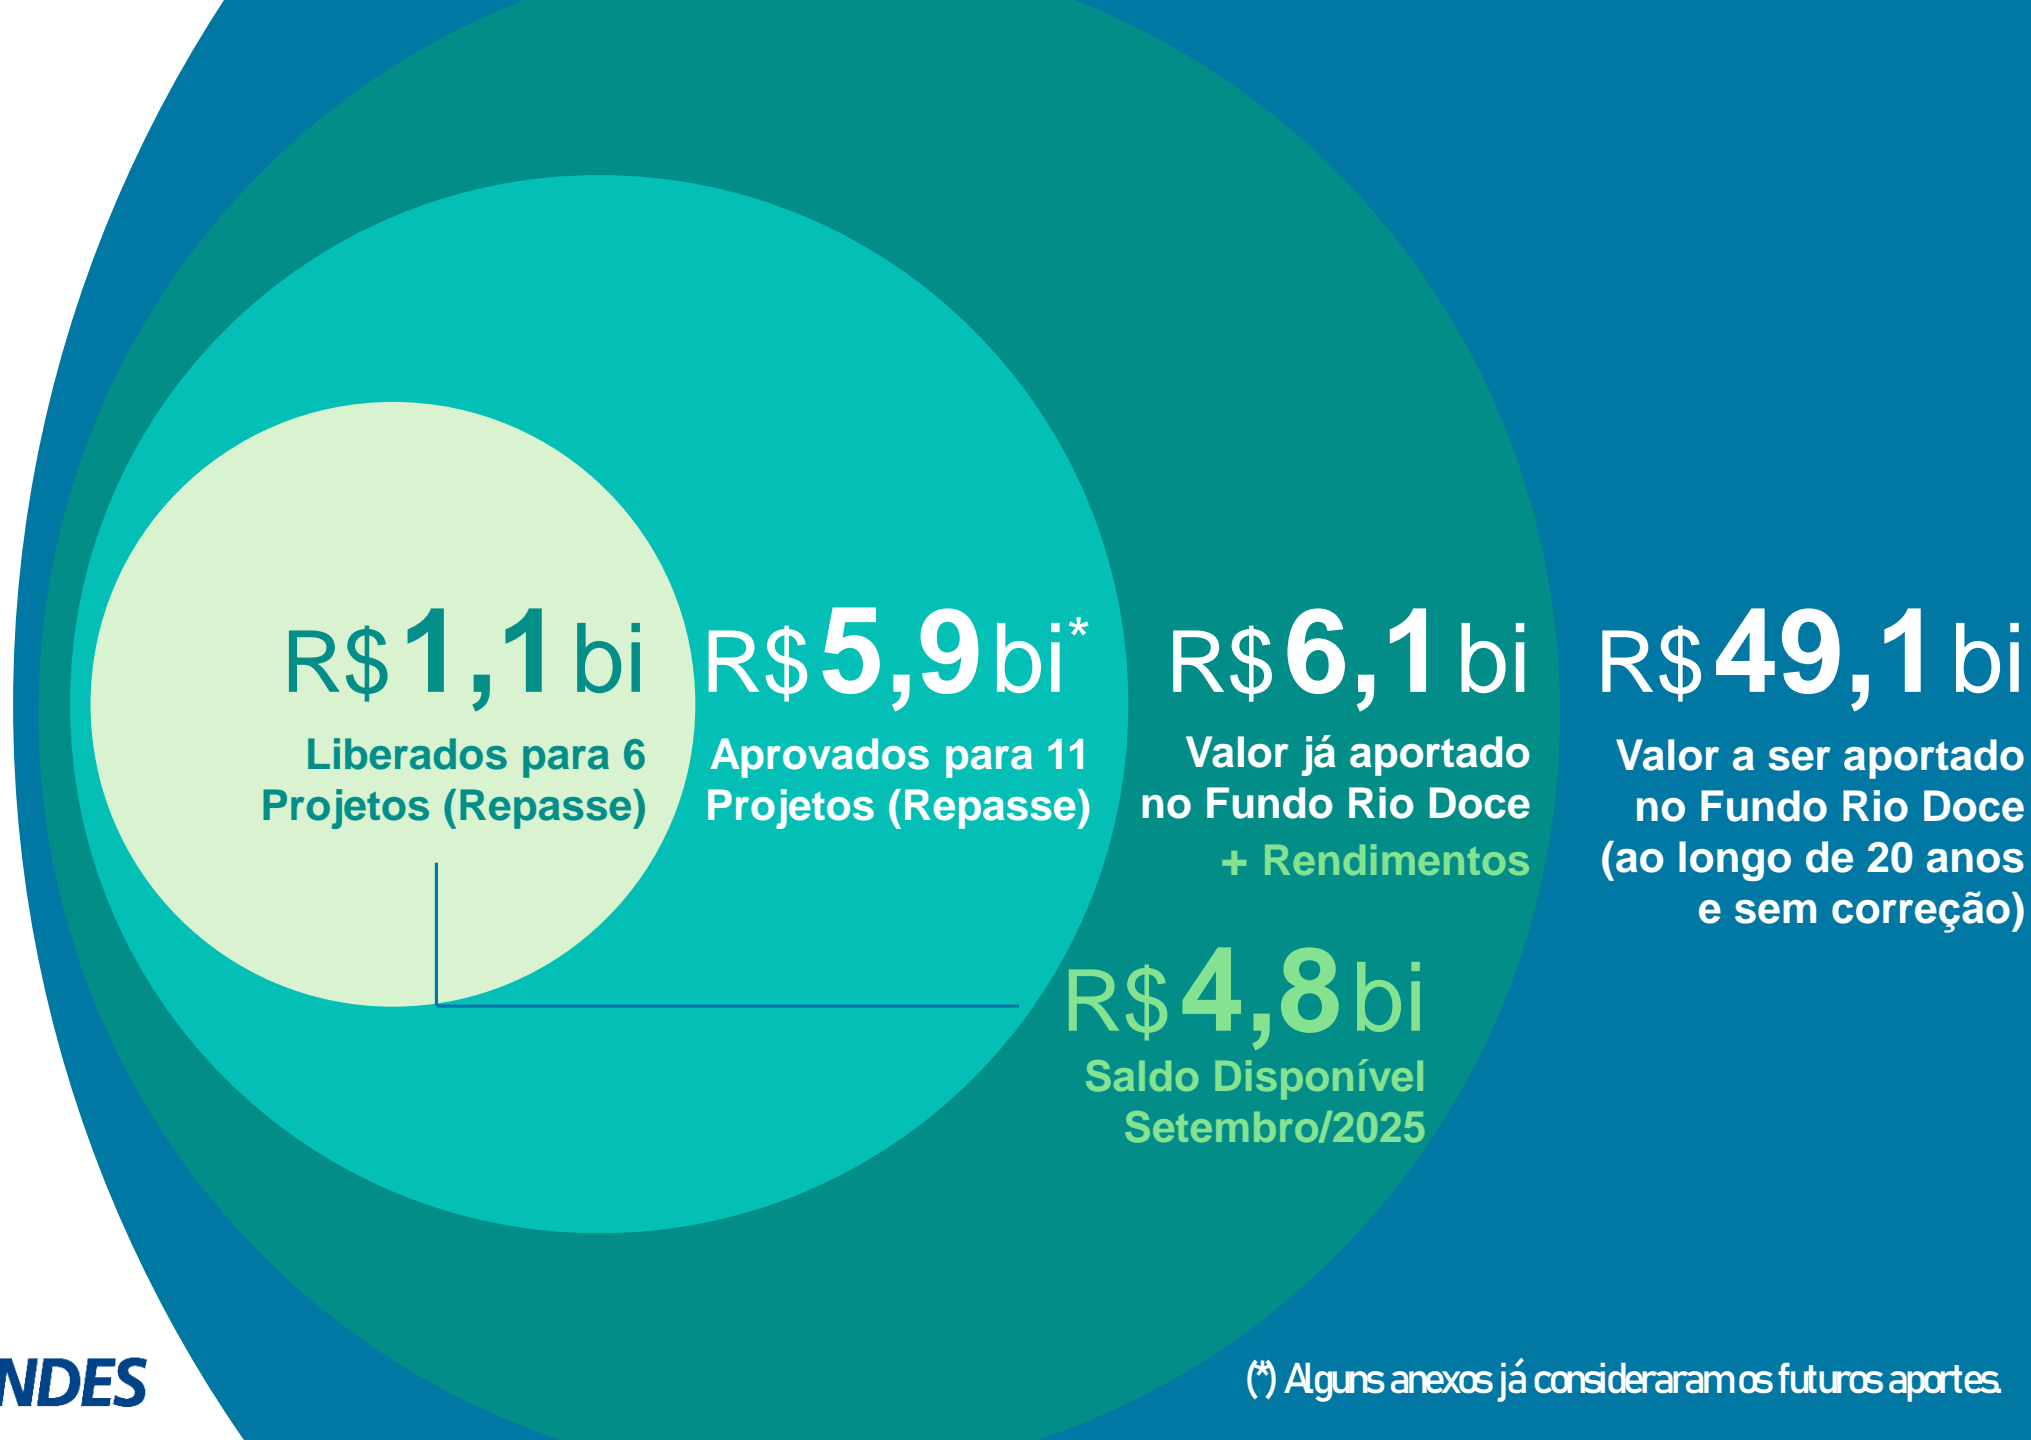 R$ 1,1 bi
Liberados para 6
Projetos (Repasse)
R$ 5,9 bi*
Aprovados para 11
Projetos (Repasse)
R$ 6,1 bi
Valor já aportado
no Fundo Rio Doce
+ Rendimentos
R$ 4,8 bi
Saldo Disponível
Setembro/2025
R$ 49,1 bi
Valor a ser aportado
no Fundo Rio Doce
(ao longo de 20 anos
e sem correção)
NDES
(*) Alguns anexos já consideraram os futuros aportes.